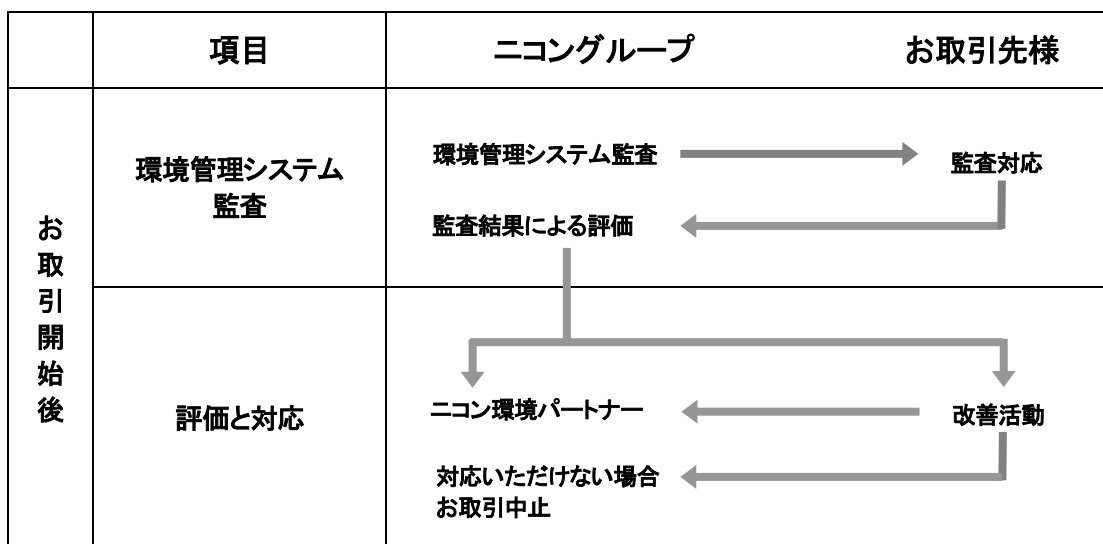 項目
ニコングループ
お取引先様
お取引開始後
環境管理システム
監査
環境管理システム監査
監査対応
監査結果による評価
評価と対応
ニコン環境パートナー
改善活動
対応いただけない場合
お取引中止